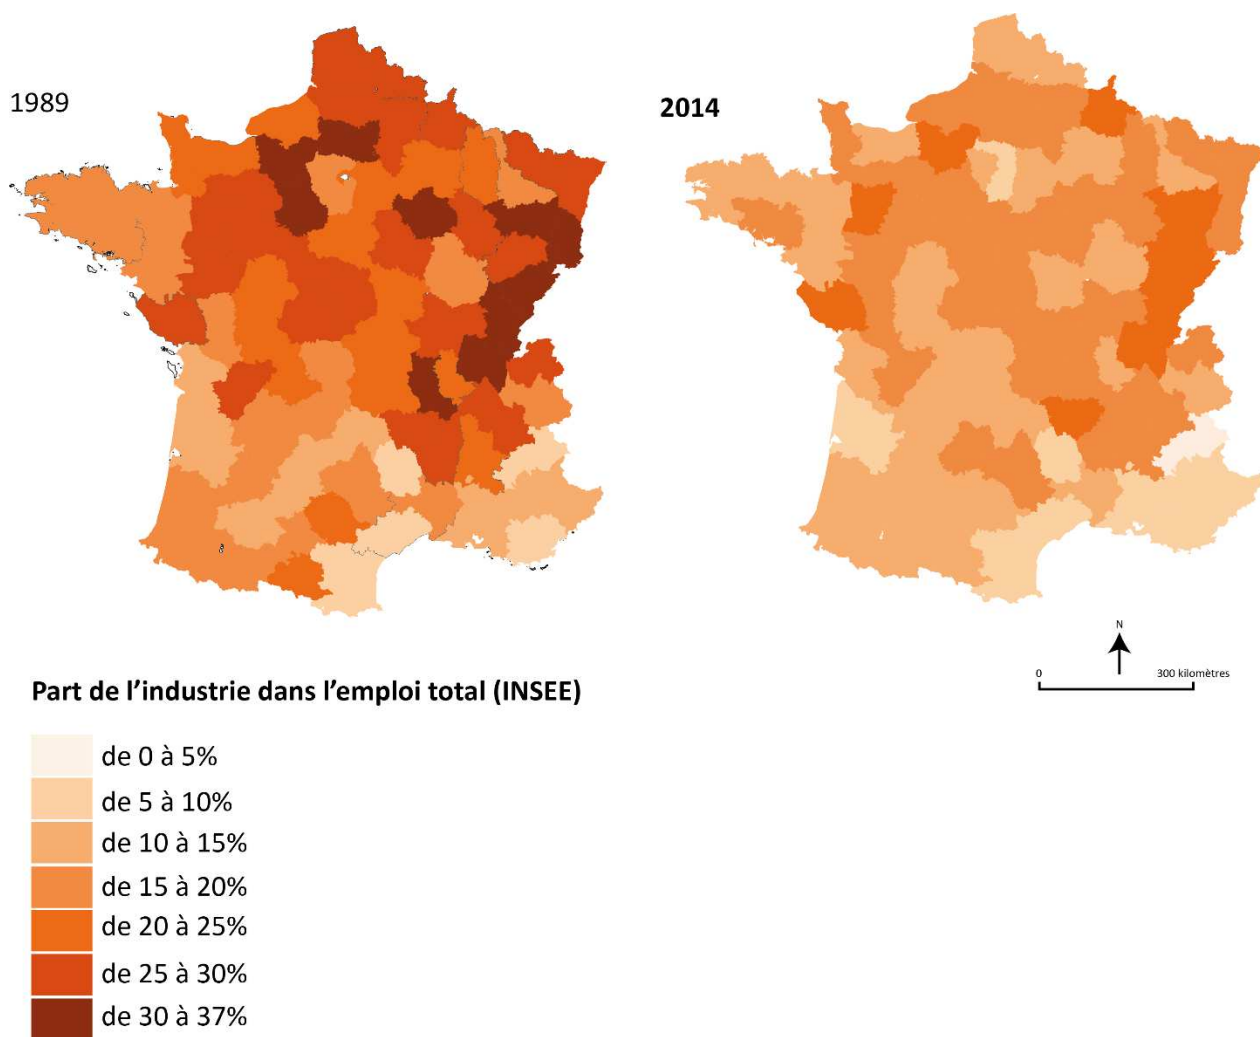 1989
2014
N
0 300 kilomètres
Part de l’industrie dans l’emploi total (INSEE)
de 0 à 5%
de 5 à 10%
de 10 à 15%
de 15 à 20%
de 20 à 25%
de 25 à 30%
de 30 à 37%